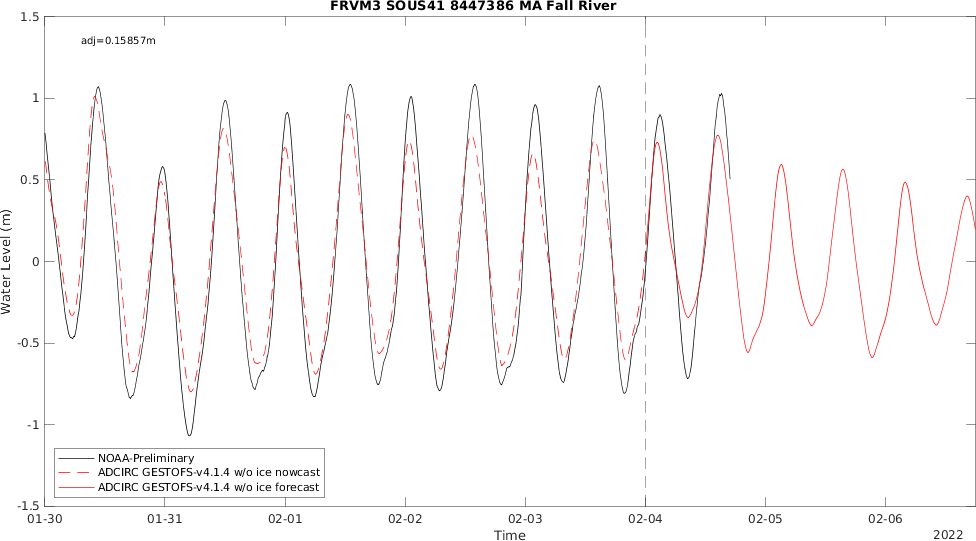 FRVM3 SOUS41 8447386 MA Fall River
adj=0.15857m
1.5
1
0.5
0
-0.5
-1
-1.5
Water Level (m)
NOAA-Preliminary
ADCIRC GESTOFS-v4.1.4 w/o ice nowcast
ADCIRC GESTOFS-v4.1.4 w/o ice forecast
01-30 01-31 02-01 02-02 02-03 02-04 02-05 02-06
Time
2022